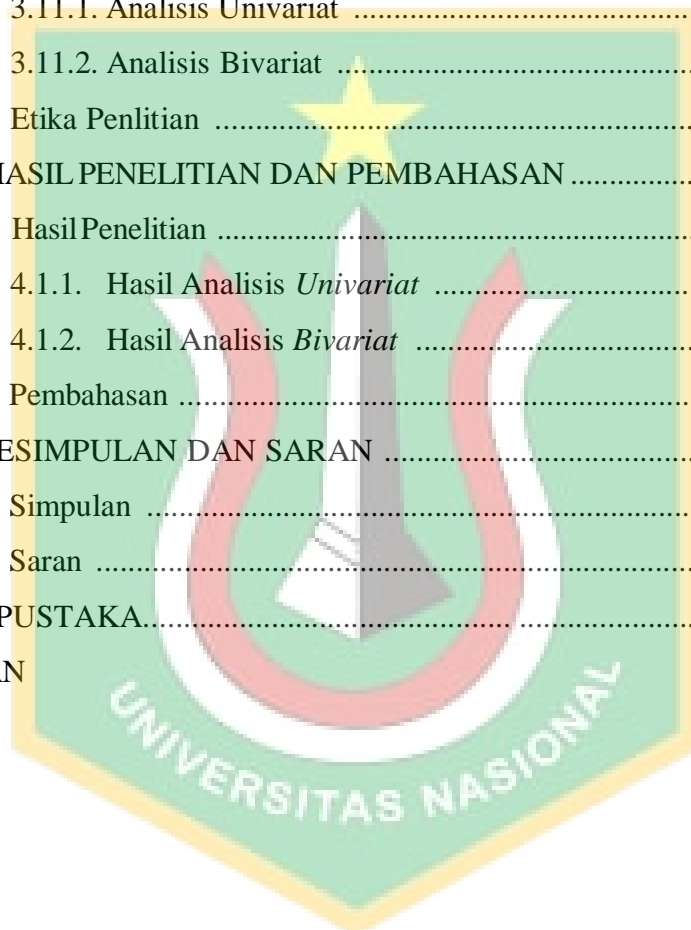 3.11.1. Analisis Univariat ........................................
3.11.2. Analisis Bivariat ..........................................
Etika Penlitian .........................................................
HASIL PENELITIAN DAN PEMBAHASAN ..............
Hasil Penelitian ........................................................
4.1.1. Hasil Analisis Univariat ..............................
4.1.2. Hasil Analisis Bivariat ................................
Pembahasan .............................................................
ESIMPULAN DAN SARAN ....................................
Simpulan ..................................................................
Saran ........................................................................
PUSTAKA..................................................................
AN
UNIVERSITAS NASIONAL